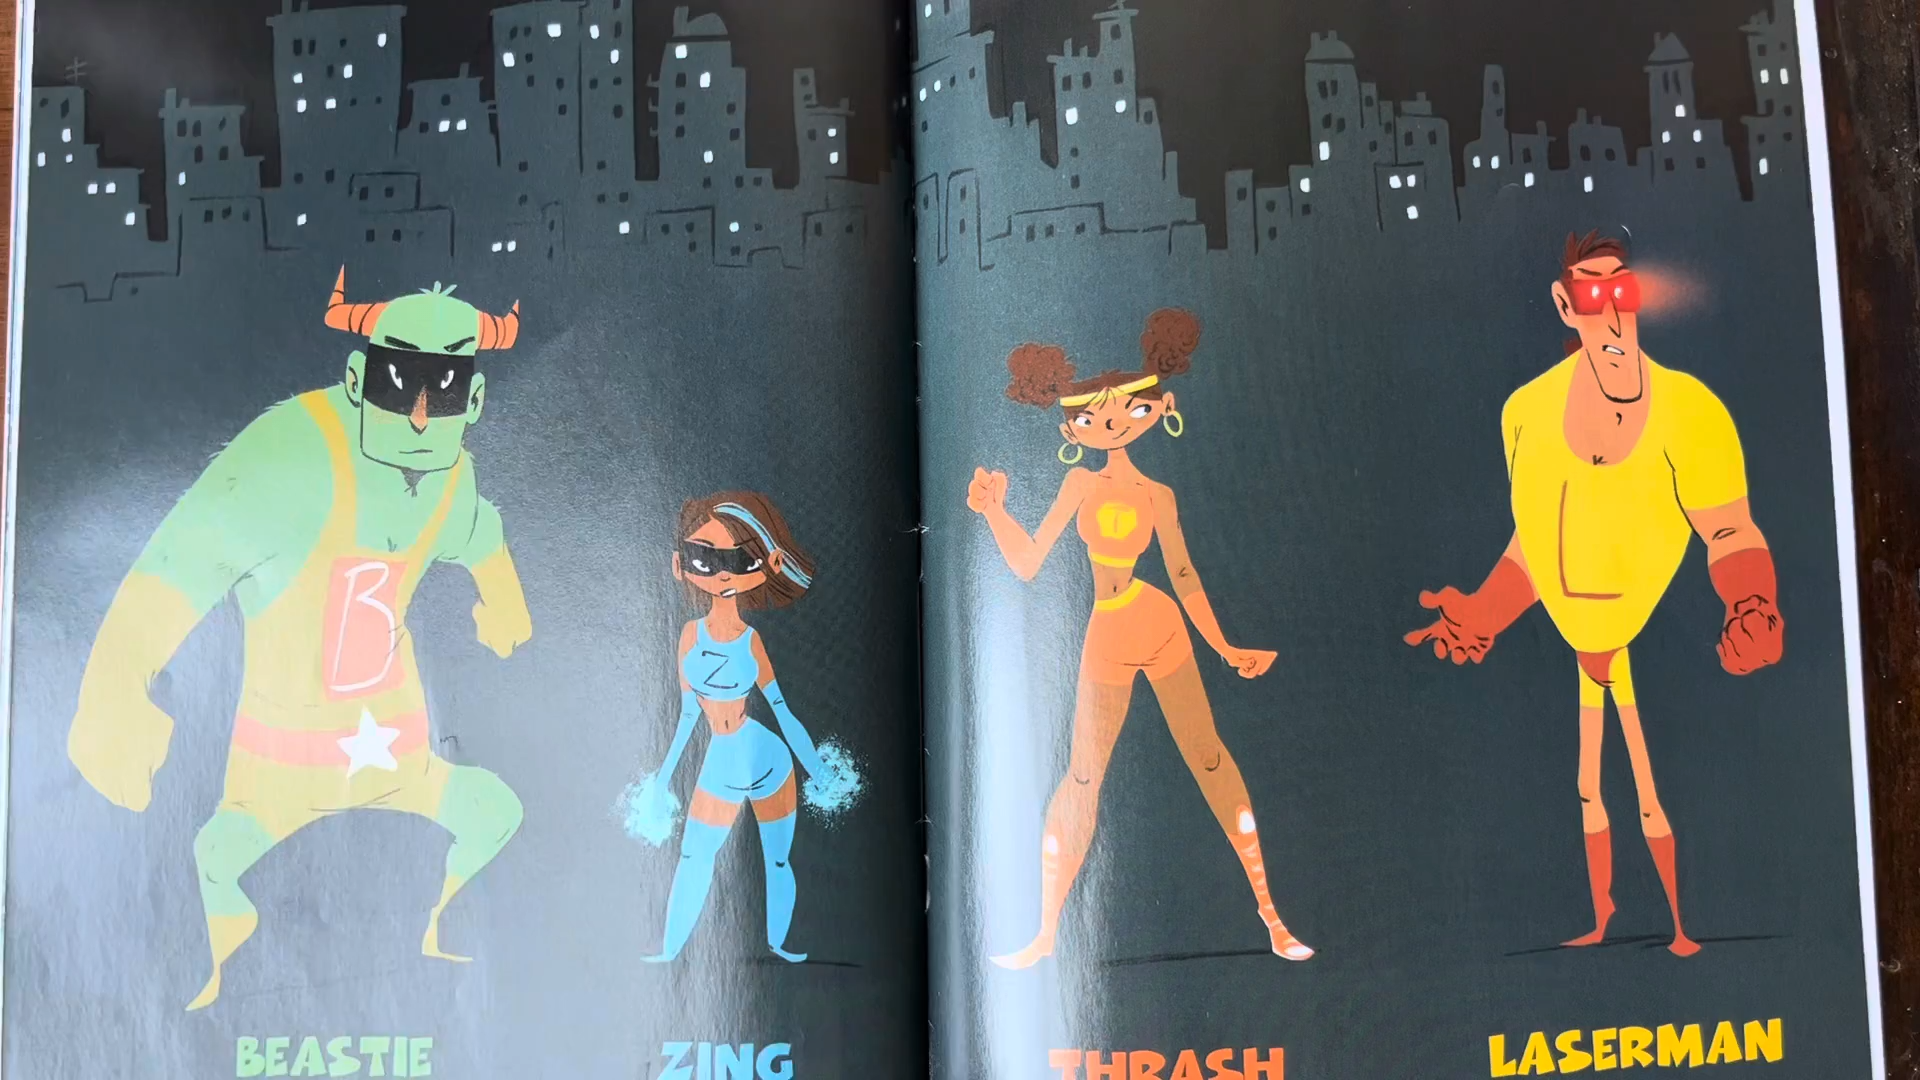 B
Z
T
L
BEASTIE
ZING
THRASH
LASERMAN